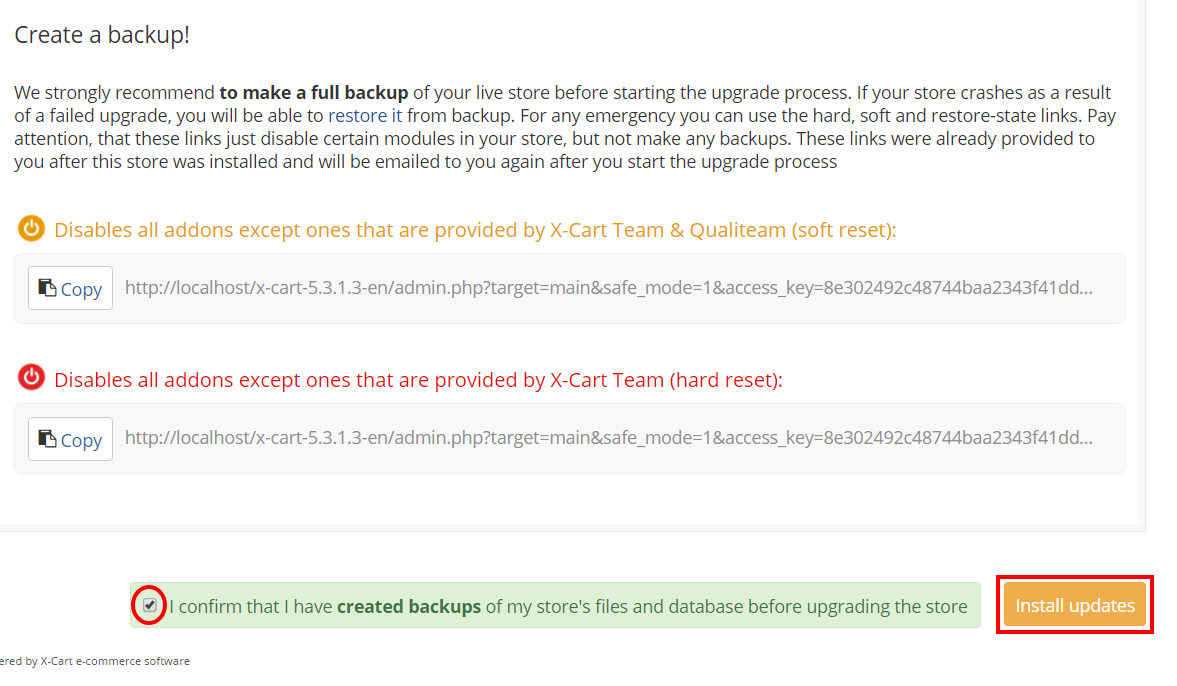 Create a backup!
We strongly recommend to make a full backup of your live store before starting the upgrade process. If your store crashes as a result
of a failed upgrade, you will be able to restore it from backup. For any emergency you can use the hard, soft and restore-state links. Pay
attention, that these links just disable certain modules in your store, but not make any backups. These links were already provided to
you after this store was installed and will be emailed to you again after you start the upgrade process
Disables all addons except ones that are provided by X-Cart Team & Qualiteam (soft reset):
Copy http://localhost/x-cart-5.3.1.3-en/admin.php?target=main&safe_mode=1&access_key=8e302492c48744baa2343f41dd...
Disables all addons except ones that are provided by X-Cart Team (hard reset):
Copy http://localhost/x-cart-5.3.1.3-en/admin.php?target=main&safe_mode=1&access_key=8e302492c48744baa2343f41dd...
I confirm that I have created backups of my store's files and database before upgrading the store Install updates
ered by X-Cart e-commerce software